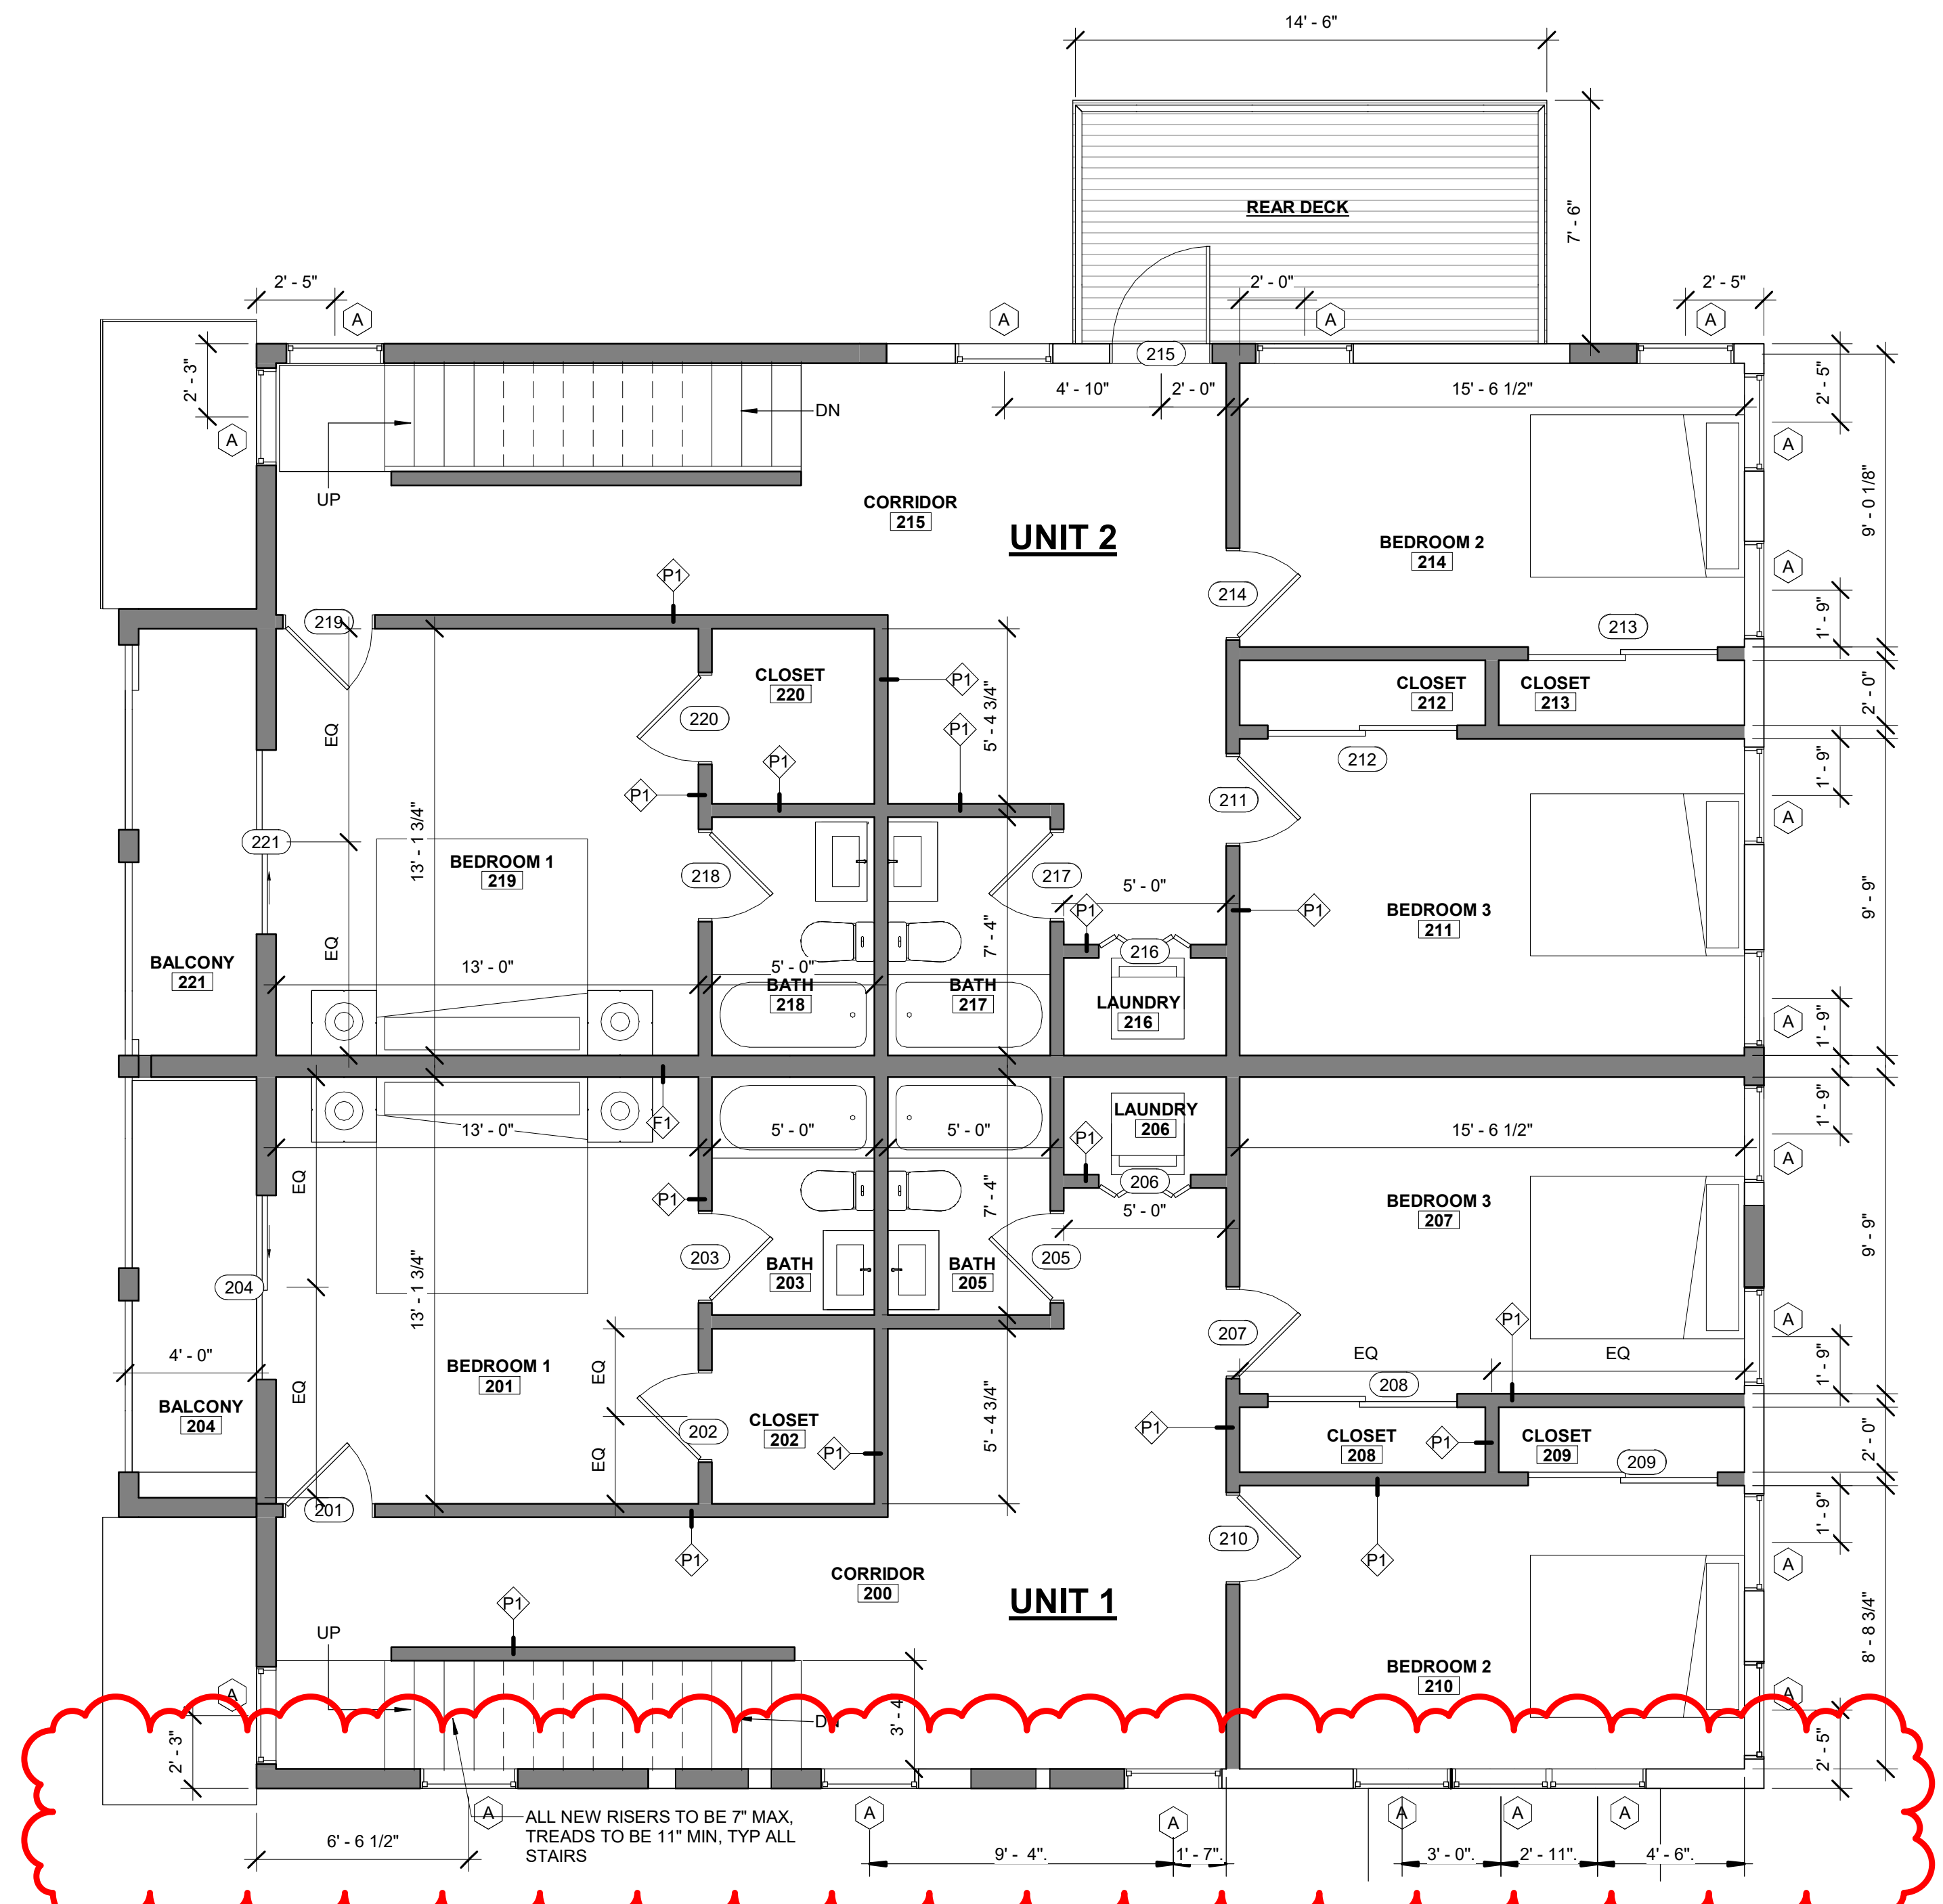 14' - 6"
REAR DECK
7' - 6"
2' - 5"
2' - 0"
2' - 5"
A
A
A
A
215
2' - 3"
4' - 10"
2' - 0"
15' - 6 1/2"
2' - 5"
DN
A
A
UP
CORRIDOR
215
9' - 0 1/8"
UNIT 2
BEDROOM 2
214
A
P1
214
1' - 9"
219
213
CLOSET
220
P1
CLOSET
212
CLOSET
213
2' - 0"
220
5' - 4 3/4"
EQ
P1
212
P1
1' - 9"
P1
211
A
13' - 1 3/4"
221
BEDROOM 1
219
218
217
5' - 0"
9' - 9"
P1
P1
BEDROOM 3
211
7' - 4"
EQ
216
BALCONY
221
13' - 0"
5' - 0"
BATH
218
BATH
217
LAUNDRY
216
A
1' - 9"
F1
LAUNDRY
206
1' - 9"
13' - 0"
5' - 0"
5' - 0"
P1
15' - 6 1/2"
A
EQ
P1
7' - 4"
206
BEDROOM 3
207
5' - 0"
9' - 9"
203
BATH
203
BATH
205
205
204
13' - 1 3/4"
207
P1
A
4' - 0"
EQ
BEDROOM 1
201
EQ
EQ
EQ
1' - 9"
208
BALCONY
204
CLOSET
202
202
5' - 4 3/4"
P1
P1
CLOSET
208
P1
CLOSET
209
2' - 0"
EQ
209
201
1' - 9"
210
P1
P1
A
CORRIDOR
200
UNIT 1
P1
UP
8' - 8 3/4"
BEDROOM 2
210
A
A
DN
3' - 4
2' - 3"
2' - 5"
A
ALL NEW RISERS TO BE 7" MAX,
TREADS TO BE 11" MIN, TYP ALL
STAIRS
A
A
A
A
A
6' - 6 1/2"
9' - 4".
1' - 7".
3' - 0".
2' - 11".
4' - 6".